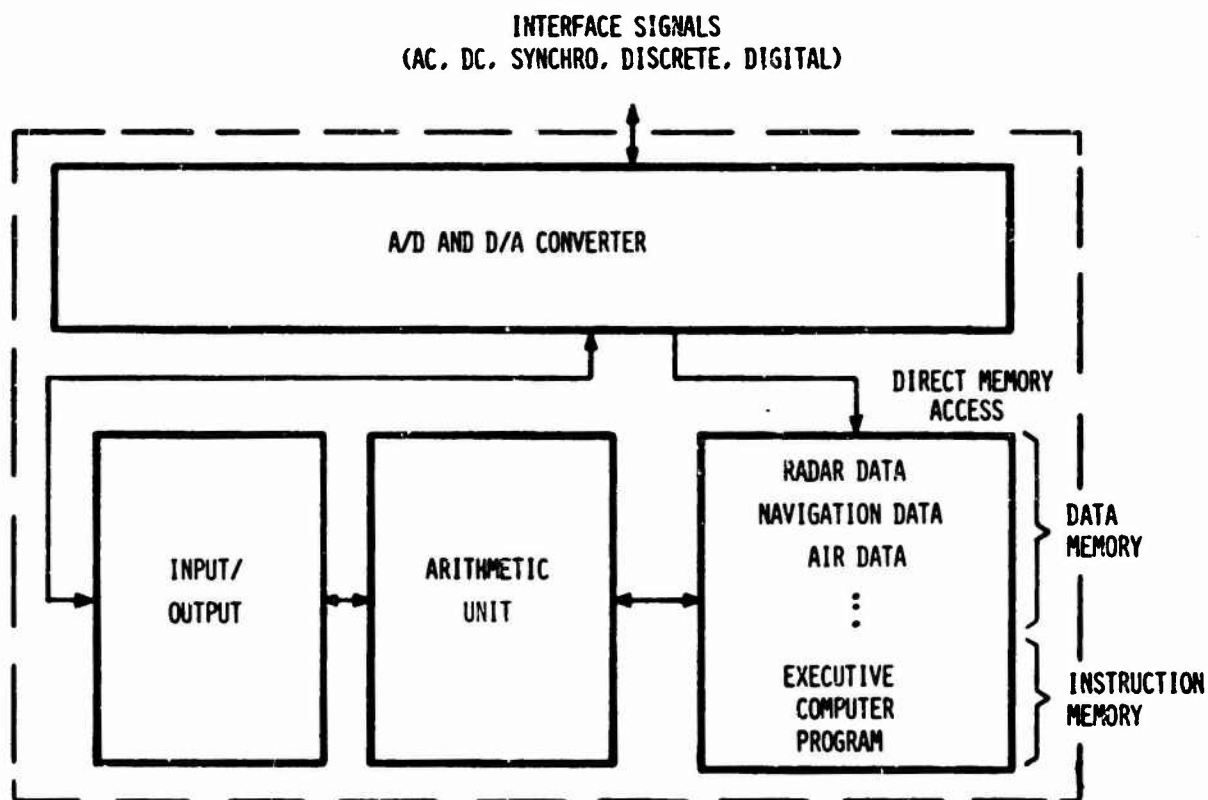 INTERFACE SIGNALS
(AC, DC, SYNCHRO, DISCRETE, DIGITAL)
A/D AND D/A CONVERTER
DIRECT MEMORY
ACCESS
INPUT/
OUTPUT
ARITHMETIC
UNIT
RADAR DATA
NAVIGATION DATA
AIR DATA
EXECUTIVE
COMPUTER
PROGRAM
DATA
MEMORY
INSTRUCTION
MEMORY